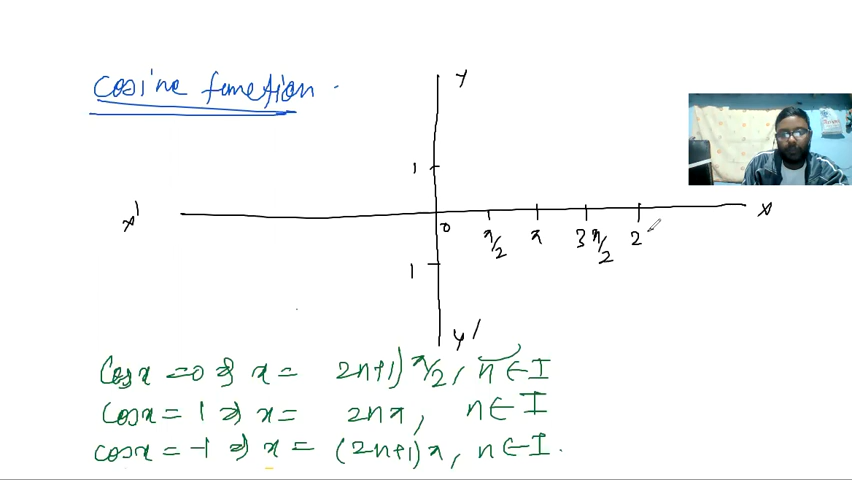 Cosine function.
Y
1
x'
0
π/2
π
3π/2
2
x
1
Y'
Cosx = 0 ⇒ x = 2n+1) π/2, n ∈ I
Cosx = 1 ⇒ x = 2nπ, n ∈ I
cosx = -1 ⇒ x = (2n+1) π, n ∈ I.